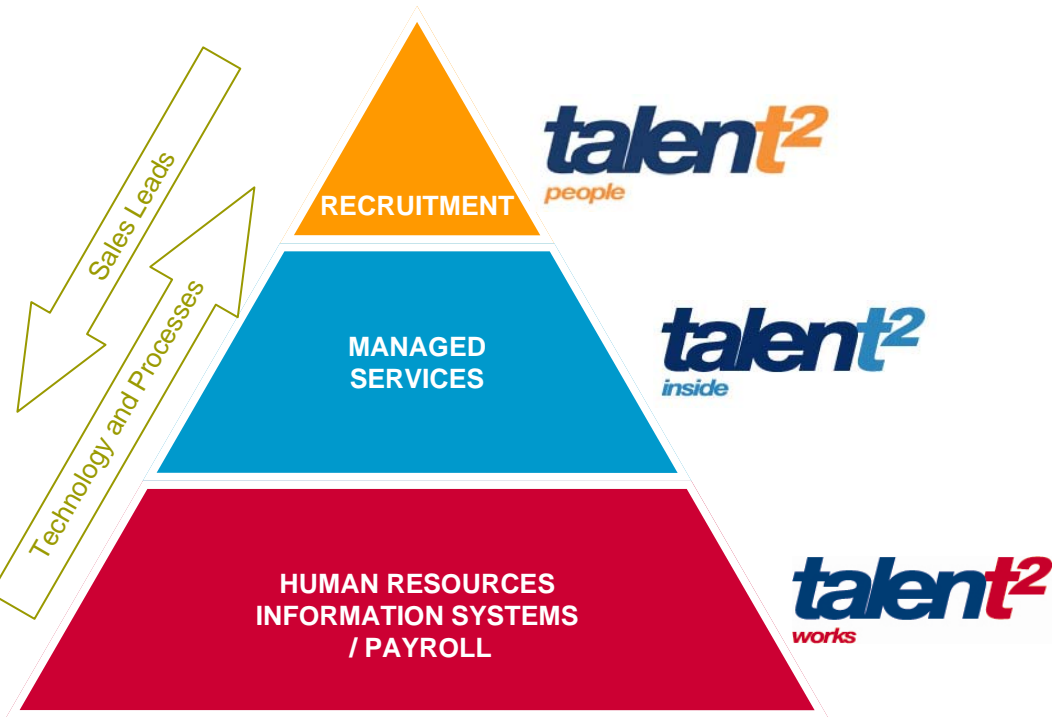 Sales Leads
Technology and Processes
RECRUITMENT
talent2
people
MANAGED
SERVICES
talent2
inside
HUMAN RESOURCES
INFORMATION SYSTEMS
/ PAYROLL
talent2
works